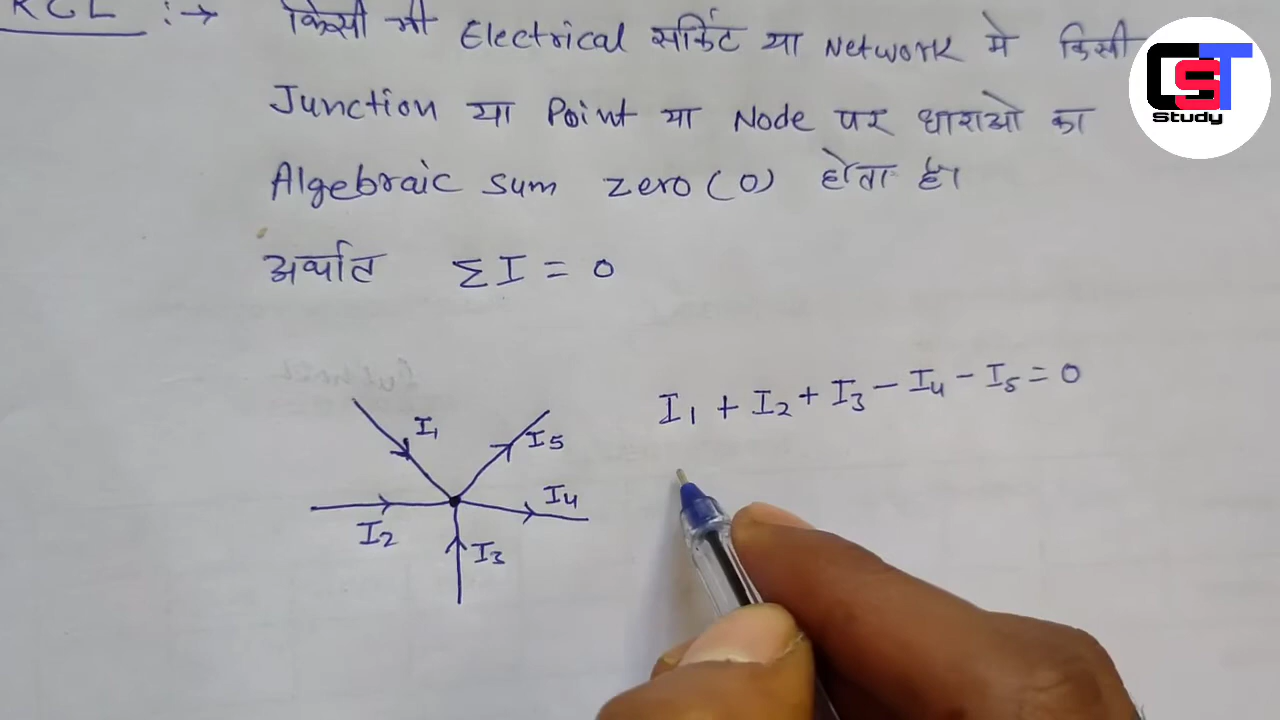 KCL :→ किसी भी Electrical सर्किट या Network मे किसी
Junction या Point या Node पर धाराओ का
Algebraic sum zero (0) होता है।
अर्थात ΣI = 0
I1 + I2 + I3 - I4 - I5 = 0
I1
I5
I4
I2
I3
CST
Study